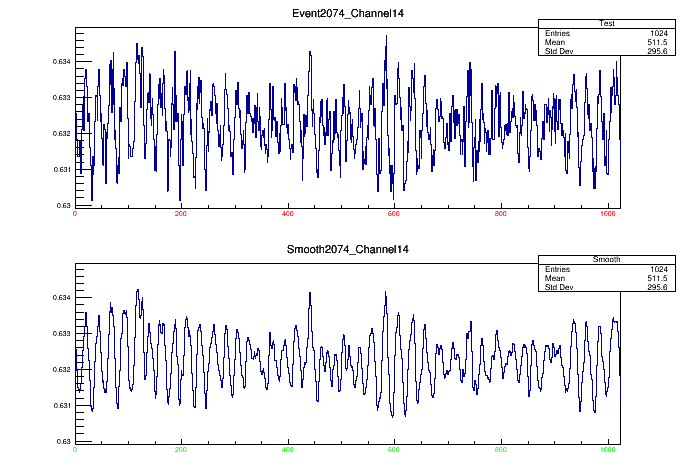 Event2074_Channel14
Test
Entries 1024
Mean 511.5
Std Dev 295.6
0.634
0.633
0.632
0.631
0.63
0 200 400 600 800 1000
Smooth2074_Channel14
Smooth
Entries 1024
Mean 511.5
Std Dev 295.6
0.634
0.633
0.632
0.631
0.63
0 200 400 600 800 1000